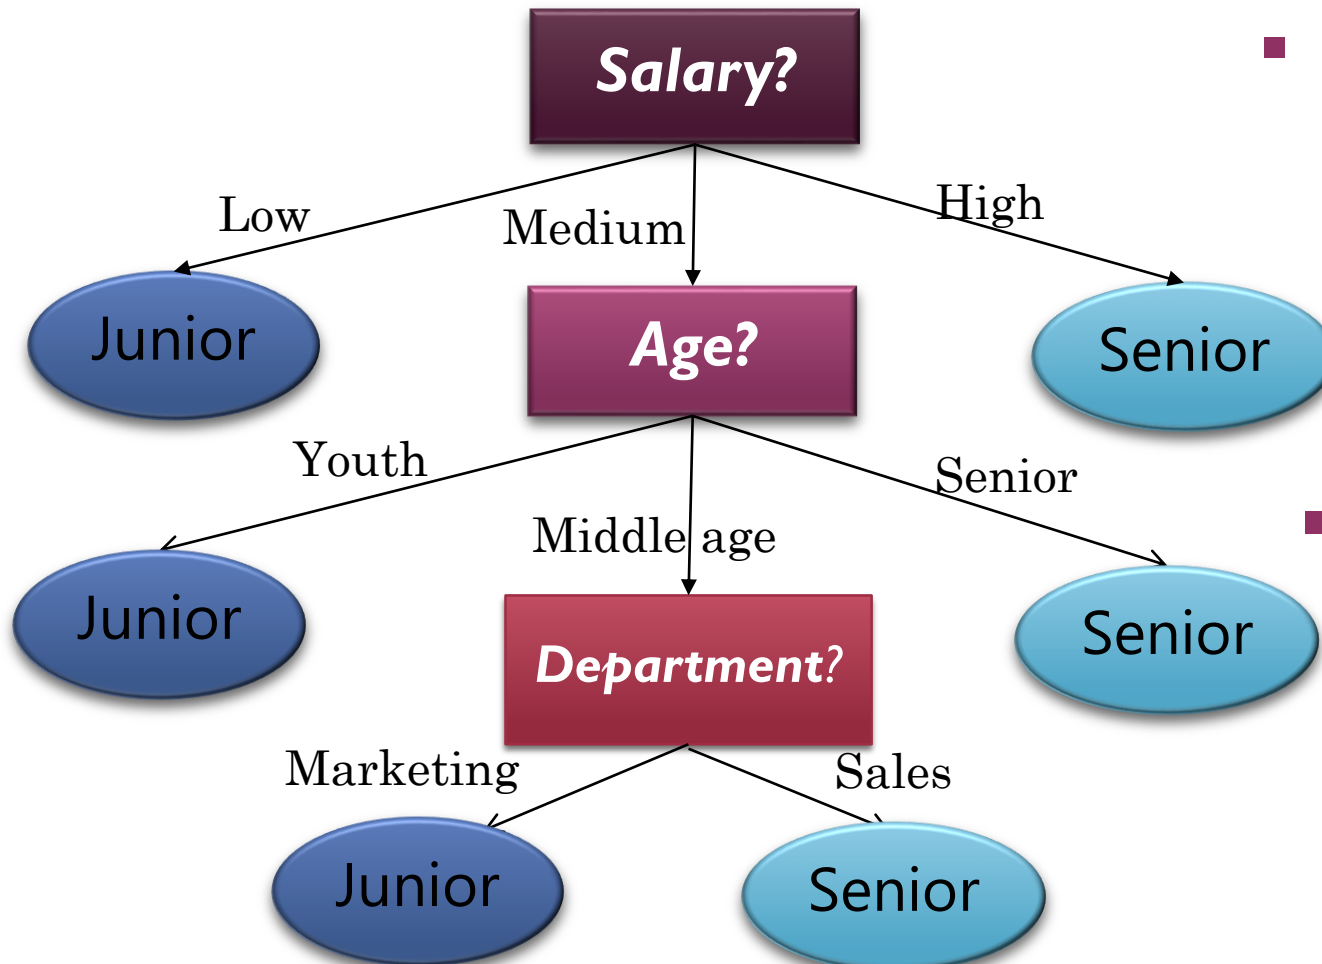 Salary?
Low
Medium
High
Junior
Age?
Senior
Youth
Middle age
Senior
Junior
Department?
Senior
Marketing
Sales
Junior
Senior